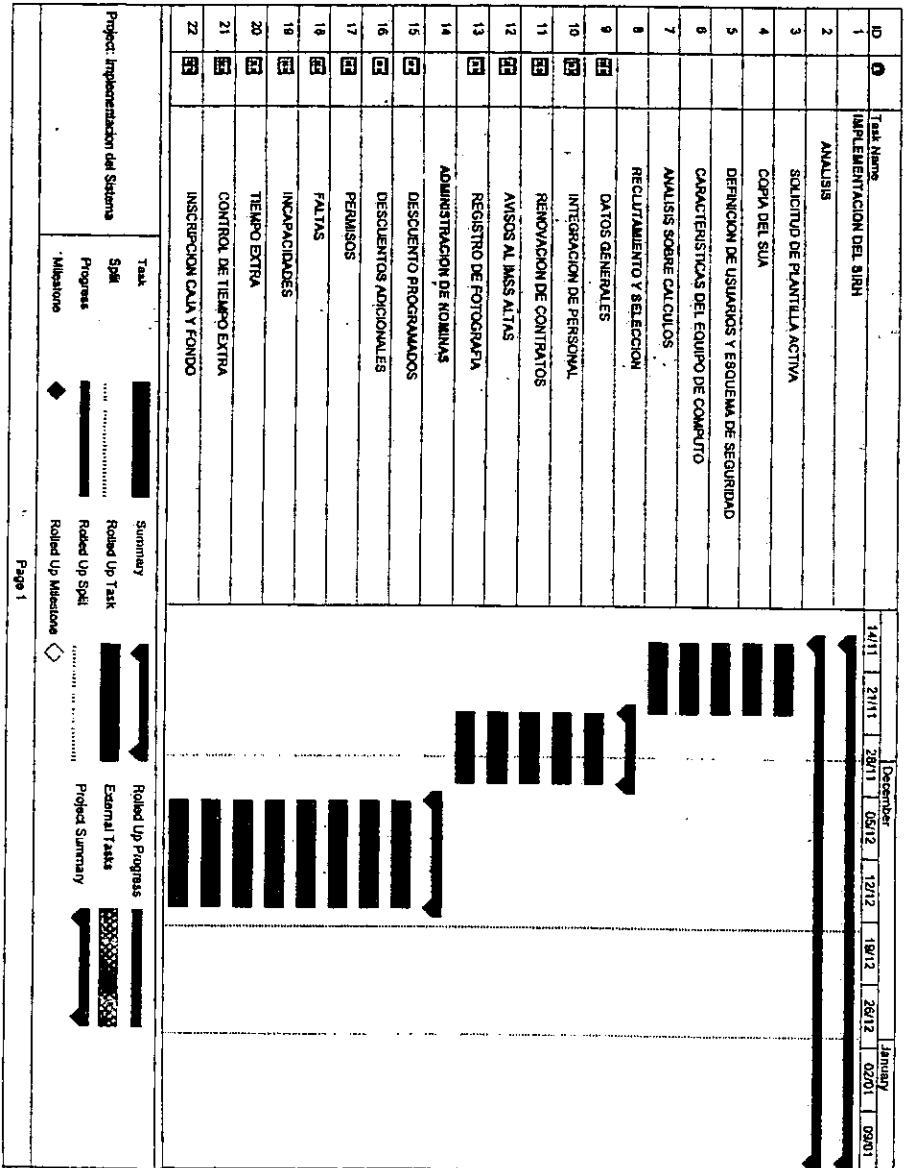 ID Task Name
December January
14/11 21/11 28/11 05/12 12/12 19/12 26/12 02/01 09/01
1 IMPLEMENTACION DEL SIRH
2 ANALISIS
3 SOLICITUD DE PLANTILLA ACTIVA
4 COPIA DEL SUA
5 DEFINICION DE USUARIOS Y ESQUEMA DE SEGURIDAD
6 CARACTERISTICAS DEL EQUIPO DE COMPUTO
7 ANALISIS SOBRE CALCULOS
8 RECLUTAMIENTO Y SELECCION
9 DATOS GENERALES
10 INTEGRACION DE PERSONAL
11 RENOVACION DE CONTRATOS
12 AVISOS AL IMSS ALTAS
13 REGISTRO DE FOTOGRAFIA
14 ADMINISTRACION DE NOMINAS
15 DESCUENTO PROGRAMADOS
16 DESCUENTOS ADICIONALES
17 PERMISOS
18 FALTAS
19 INCAPACIDADES
20 TIEMPO EXTRA
21 CONTROL DE TIEMPO EXTRA
22 INSCRIPCION CAJA Y FONDO
Project: Implementacion del Sistema
Task Summary Rolled Up Progress
Split Rolled Up Task External Tasks
Progress Rolled Up Split Project Summary
Milestone Rolled Up Milestone
Page 1